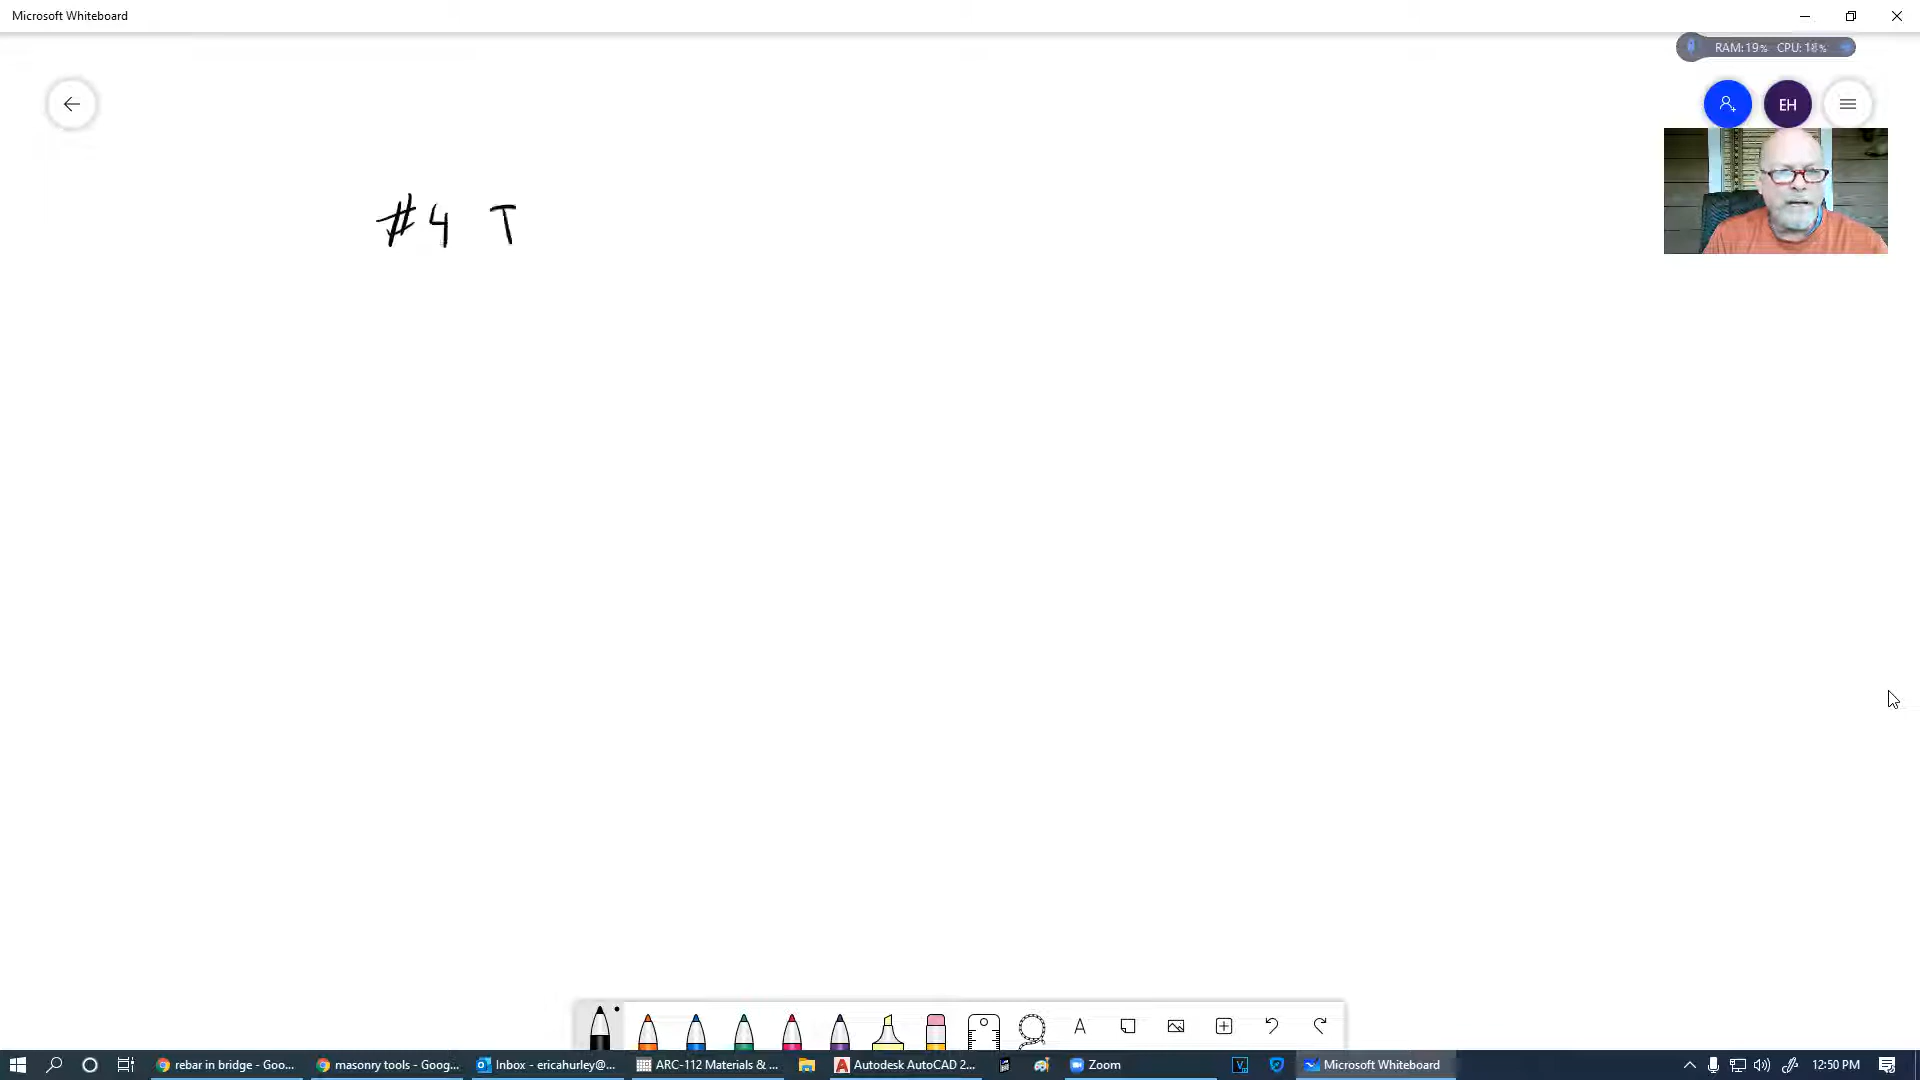 Microsoft Whiteboard
RAM:19% CPU: 18%
EH
#4 T
A
rebar in bridge - Goo...
masonry tools - Goog...
Inbox - ericahurley@...
ARC-112 Materials & ...
Autodesk AutoCAD 2...
Zoom
Microsoft Whiteboard
12:50 PM